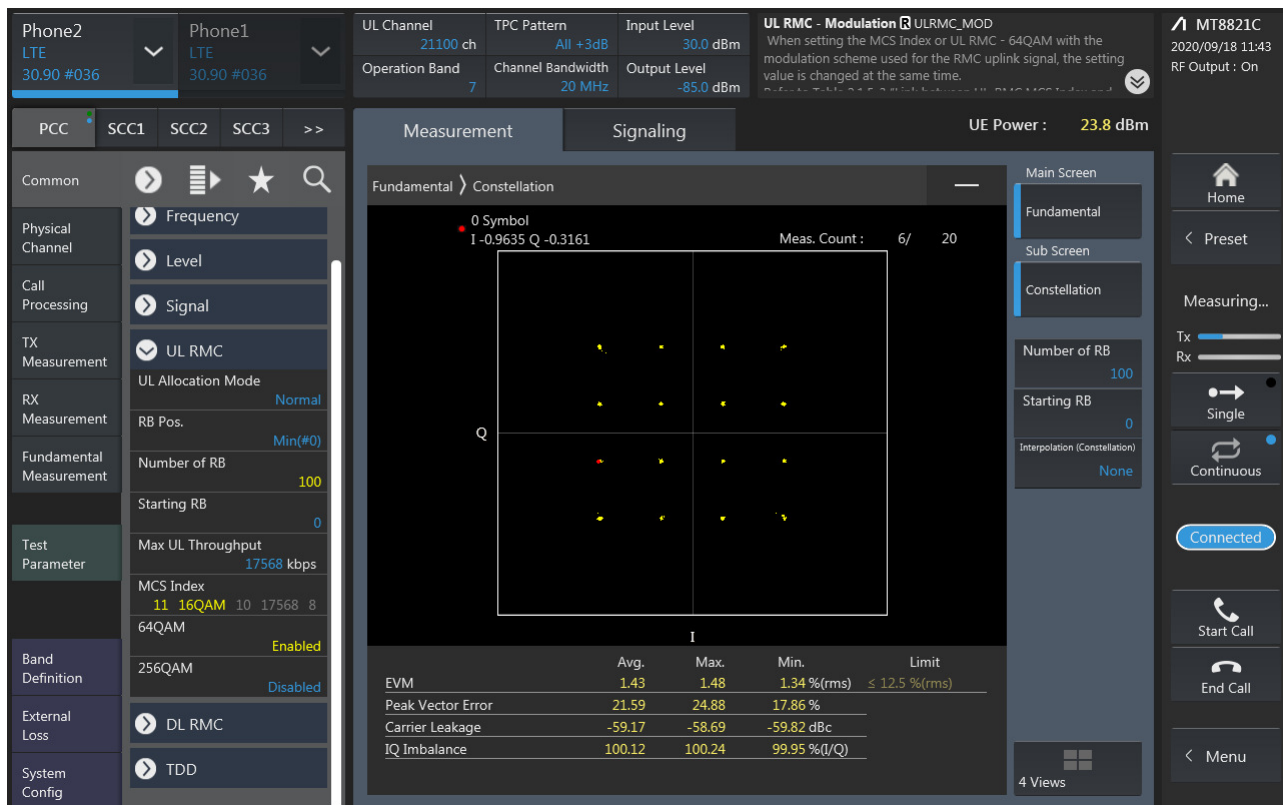 Phone2
LTE
30.90 #036
Phone1
LTE
30.90 #036
UL Channel
21100 ch
Operation Band
7
TPC Pattern
All +3dB
Channel Bandwidth
20 MHz
Input Level
30.0 dBm
Output Level
-85.0 dBm
UL RMC - Modulation R ULRMC_MOD
When setting the MCS Index or UL RMC - 64QAM with the
modulation scheme used for the RMC uplink signal, the setting
value is changed at the same time.
MT8821C
2020/09/18 11:43
RF Output : On
PCC SCC1 SCC2 SCC3 >>
Measurement
Signaling
UE Power : 23.8 dBm
Common
Physical
Channel
Call
Processing
TX
Measurement
RX
Measurement
Fundamental
Measurement
Test
Parameter
Band
Definition
External
Loss
System
Config
Frequency
Level
Signal
UL RMC
UL Allocation Mode
Normal
RB Pos.
Min(#0)
Number of RB
100
Starting RB
0
Max UL Throughput
17568 kbps
MCS Index
11 16QAM 10 17568 8
64QAM
Enabled
256QAM
Disabled
DL RMC
TDD
Fundamental 〉 Constellation
0 Symbol
I -0.9635 Q -0.3161
Meas. Count : 6/ 20
Q
I
Avg. Max. Min. Limit
EVM 1.43 1.48 1.34 %(rms) ≤ 12.5 %(rms)
Peak Vector Error 21.59 24.88 17.86 %
Carrier Leakage -59.17 -58.69 -59.82 dBc
IQ Imbalance 100.12 100.24 99.95 %(I/Q)
Main Screen
Fundamental
Sub Screen
Constellation
Number of RB
100
Starting RB
0
Interpolation (Constellation)
None
4 Views
Home
< Preset
Measuring...
Tx
Rx
Single
Continuous
Connected
Start Call
End Call
< Menu